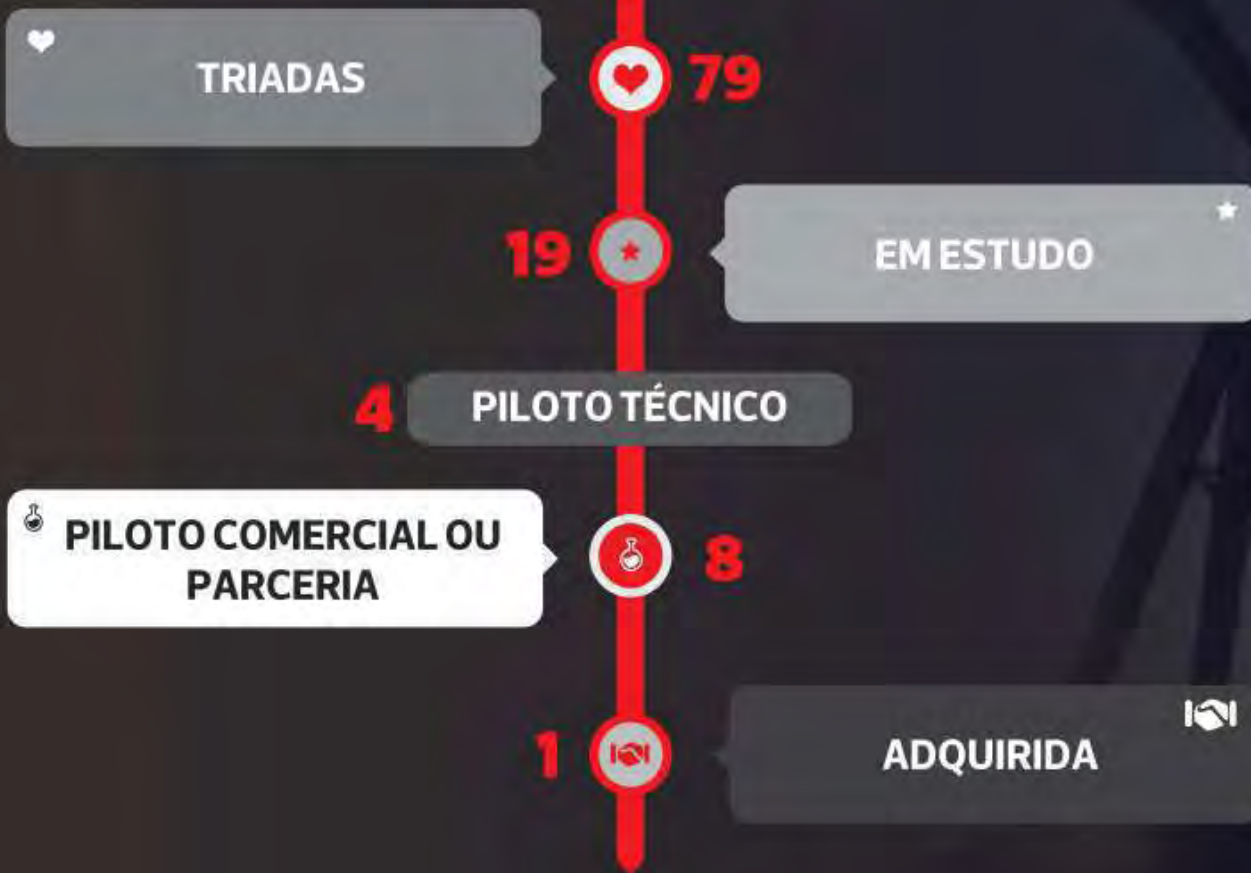 TRIADAS
79
19
EM ESTUDO
4
PILOTO TÉCNICO
PILOTO COMERCIAL OU
PARCERIA
8
1
ADQUIRIDA